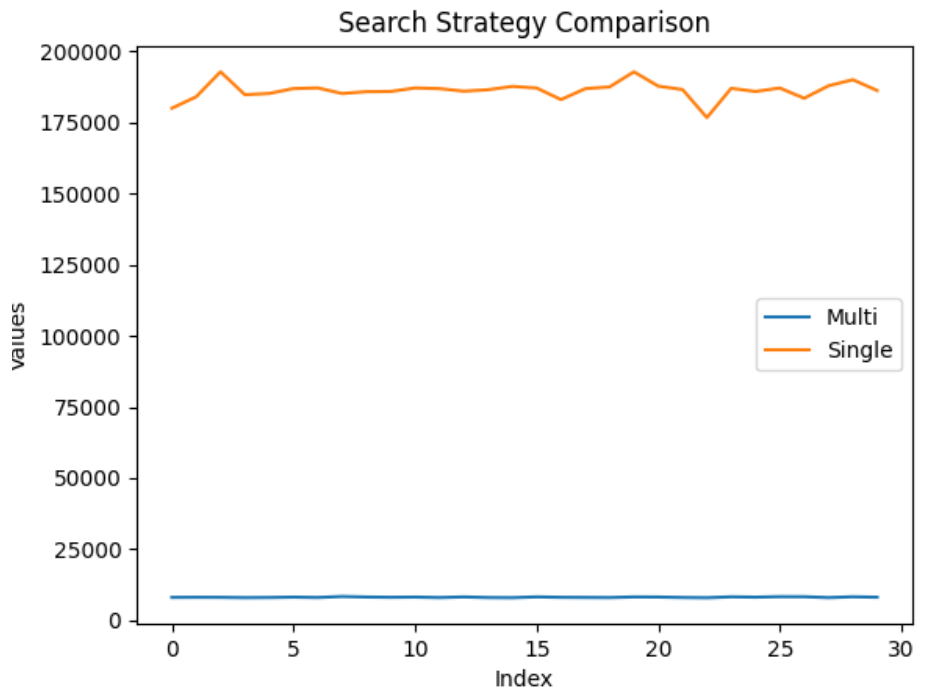 Search Strategy Comparison
200000
175000
150000
125000
100000
75000
50000
25000
0
values
Multi
Single
0 5 10 15 20 25 30
Index